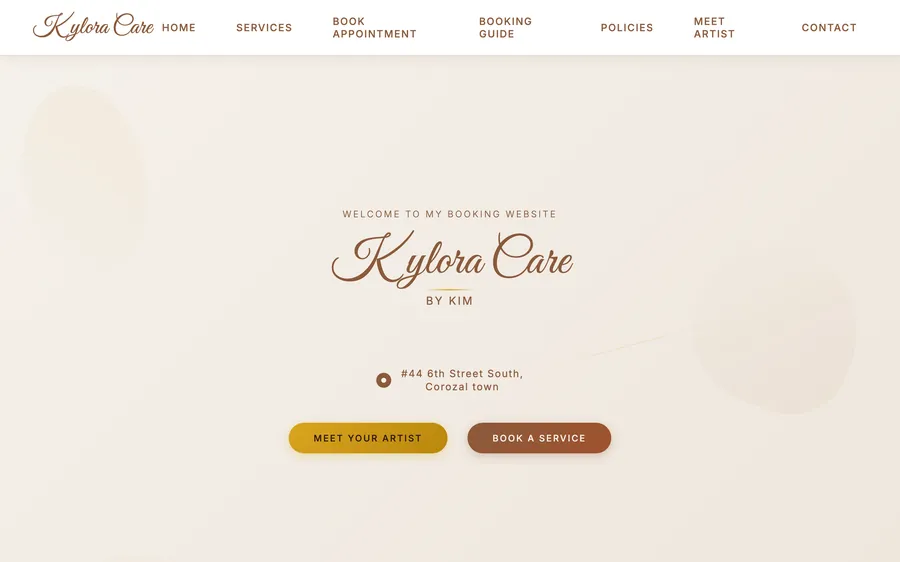 Kylora Care
HOME
SERVICES
BOOK
APPOINTMENT
BOOKING
GUIDE
POLICIES
MEET
ARTIST
CONTACT
WELCOME TO MY BOOKING WEBSITE
Kylora Care
BY KIM
#44 6th Street South,
Corozal town
MEET YOUR ARTIST
BOOK A SERVICE